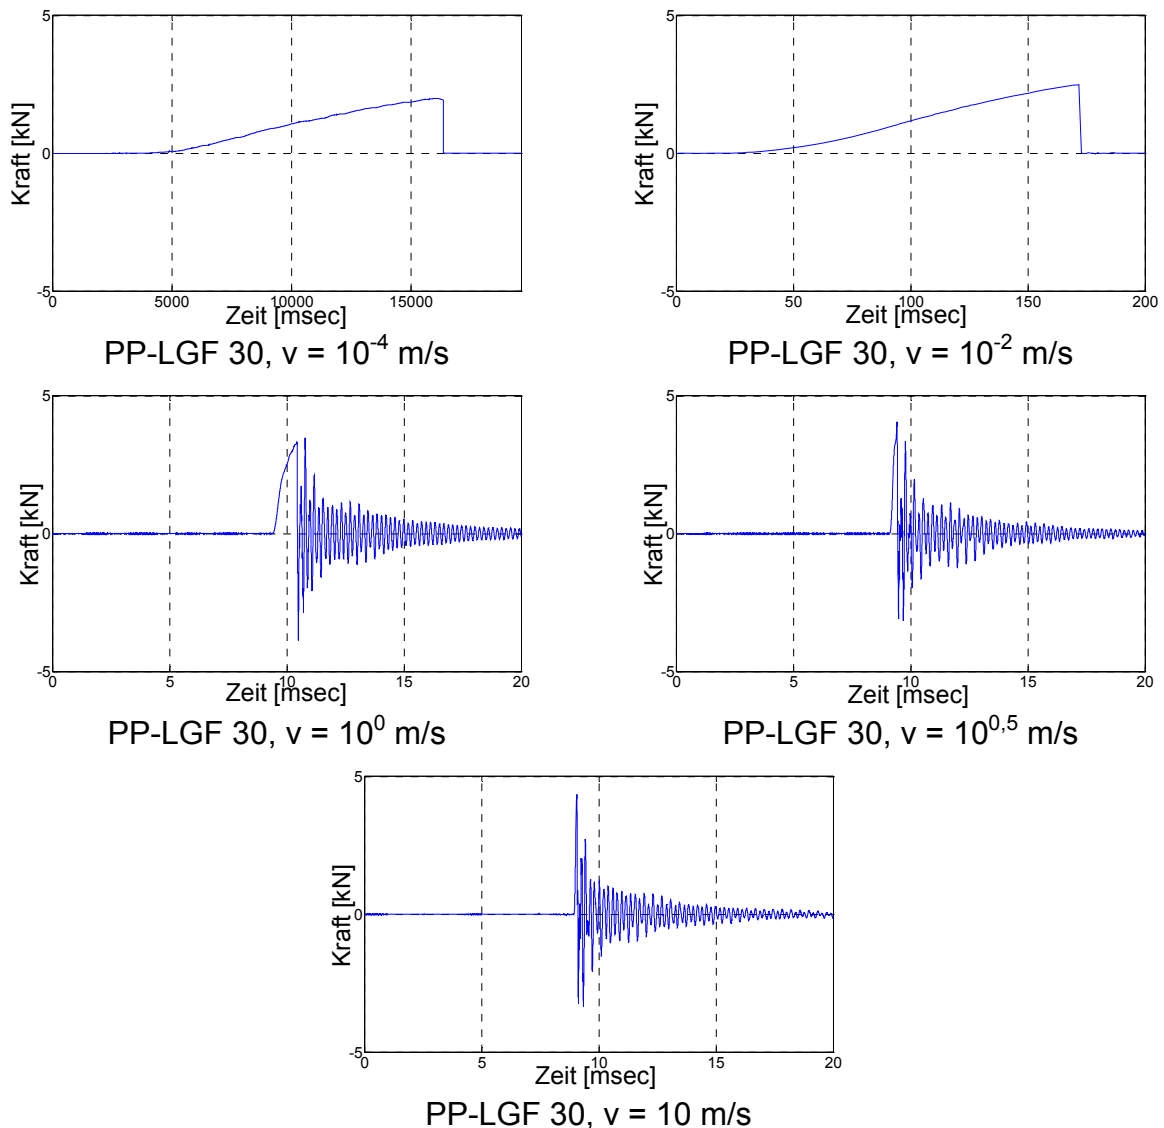 5
0
-5
Kraft [kN]
0
5000
10000
15000
Zeit [msec]
PP-LGF 30, v = 10⁻⁴ m/s
5
0
-5
Kraft [kN]
0
50
100
150
200
Zeit [msec]
PP-LGF 30, v = 10⁻² m/s
5
0
-5
Kraft [kN]
0
5
10
15
20
Zeit [msec]
PP-LGF 30, v = 10⁰ m/s
5
0
-5
Kraft [kN]
0
5
10
15
20
Zeit [msec]
PP-LGF 30, v = 10^0,5 m/s
5
0
-5
Kraft [kN]
0
5
10
15
20
Zeit [msec]
PP-LGF 30, v = 10 m/s